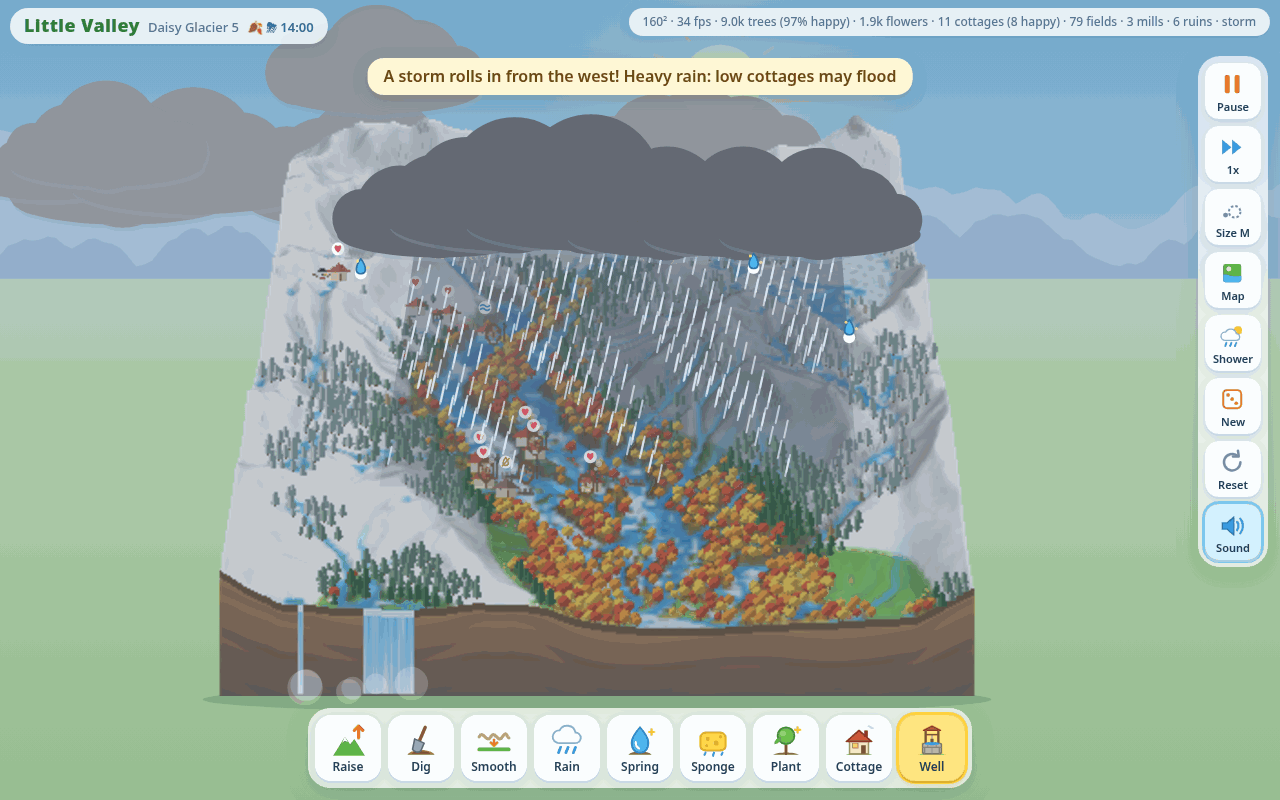 Little Valley Daisy Glacier 5 14:00
160² · 34 fps · 9.0k trees (97% happy) · 1.9k flowers · 11 cottages (8 happy) · 79 fields · 3 mills · 6 ruins · storm
A storm rolls in from the west! Heavy rain: low cottages may flood
Pause
1x
Size M
Map
Shower
New
Reset
Sound
Raise
Dig
Smooth
Rain
Spring
Sponge
Plant
Cottage
Well